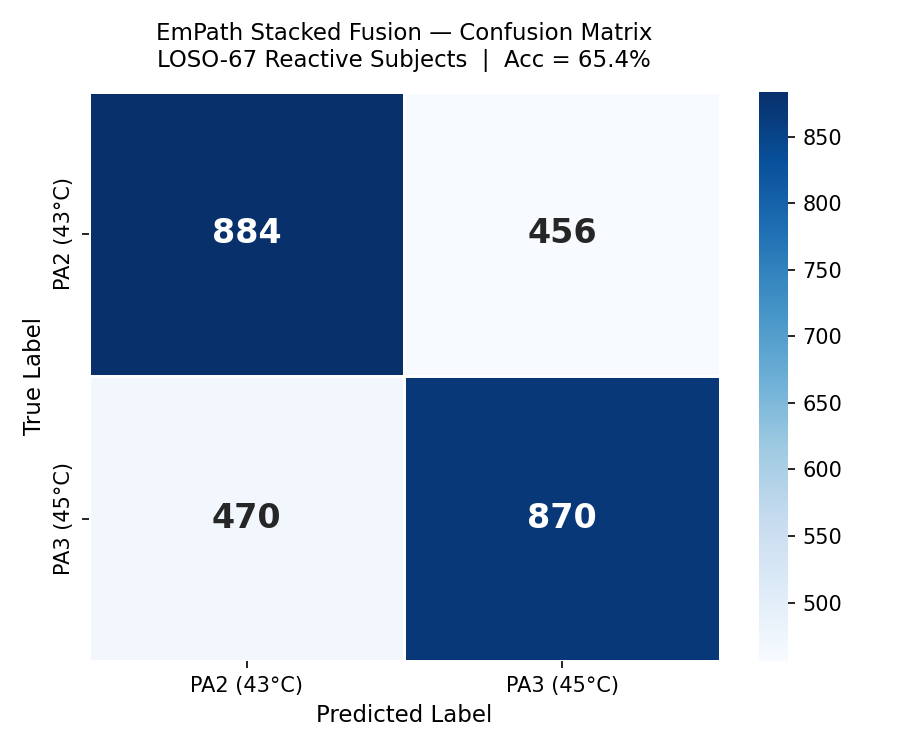 EmPath Stacked Fusion — Confusion Matrix
LOSO-67 Reactive Subjects | Acc = 65.4%
True Label
PA2 (43°C)
884
456
PA3 (45°C)
470
870
PA2 (43°C)
PA3 (45°C)
Predicted Label
850
800
750
700
650
600
550
500